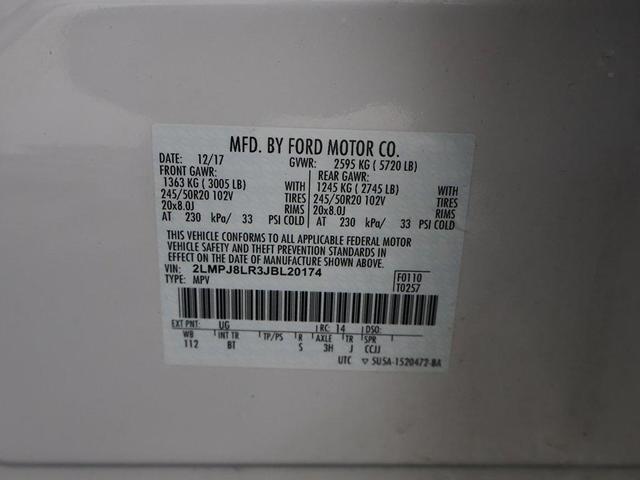 MFD. BY FORD MOTOR CO.
DATE: 12/17 GVWR: 2595 KG ( 5720 LB)
FRONT GAWR: REAR GAWR:
1363 KG ( 3005 LB) WITH 1245 KG ( 2745 LB) WITH
245/50R20 102V TIRES 245/50R20 102V TIRES
20x8.0J RIMS 20x8.0J RIMS
AT 230 kPa/ 33 PSI COLD AT 230 kPa/ 33 PSI COLD
THIS VEHICLE CONFORMS TO ALL APPLICABLE FEDERAL MOTOR
VEHICLE SAFETY AND THEFT PREVENTION STANDARDS IN
EFFECT ON THE DATE OF MANUFACTURE SHOWN ABOVE.
VIN: 2LMPJ8LR3JBL20174 F0110
TYPE: MPV T0257
EXT PNT: UG RC: 14 DSO:
WB INT TR TP/PS R AXLE TR SPR
112 BT S 3H J CCJJ
UTC ▽ 5U5A-1520472-BA